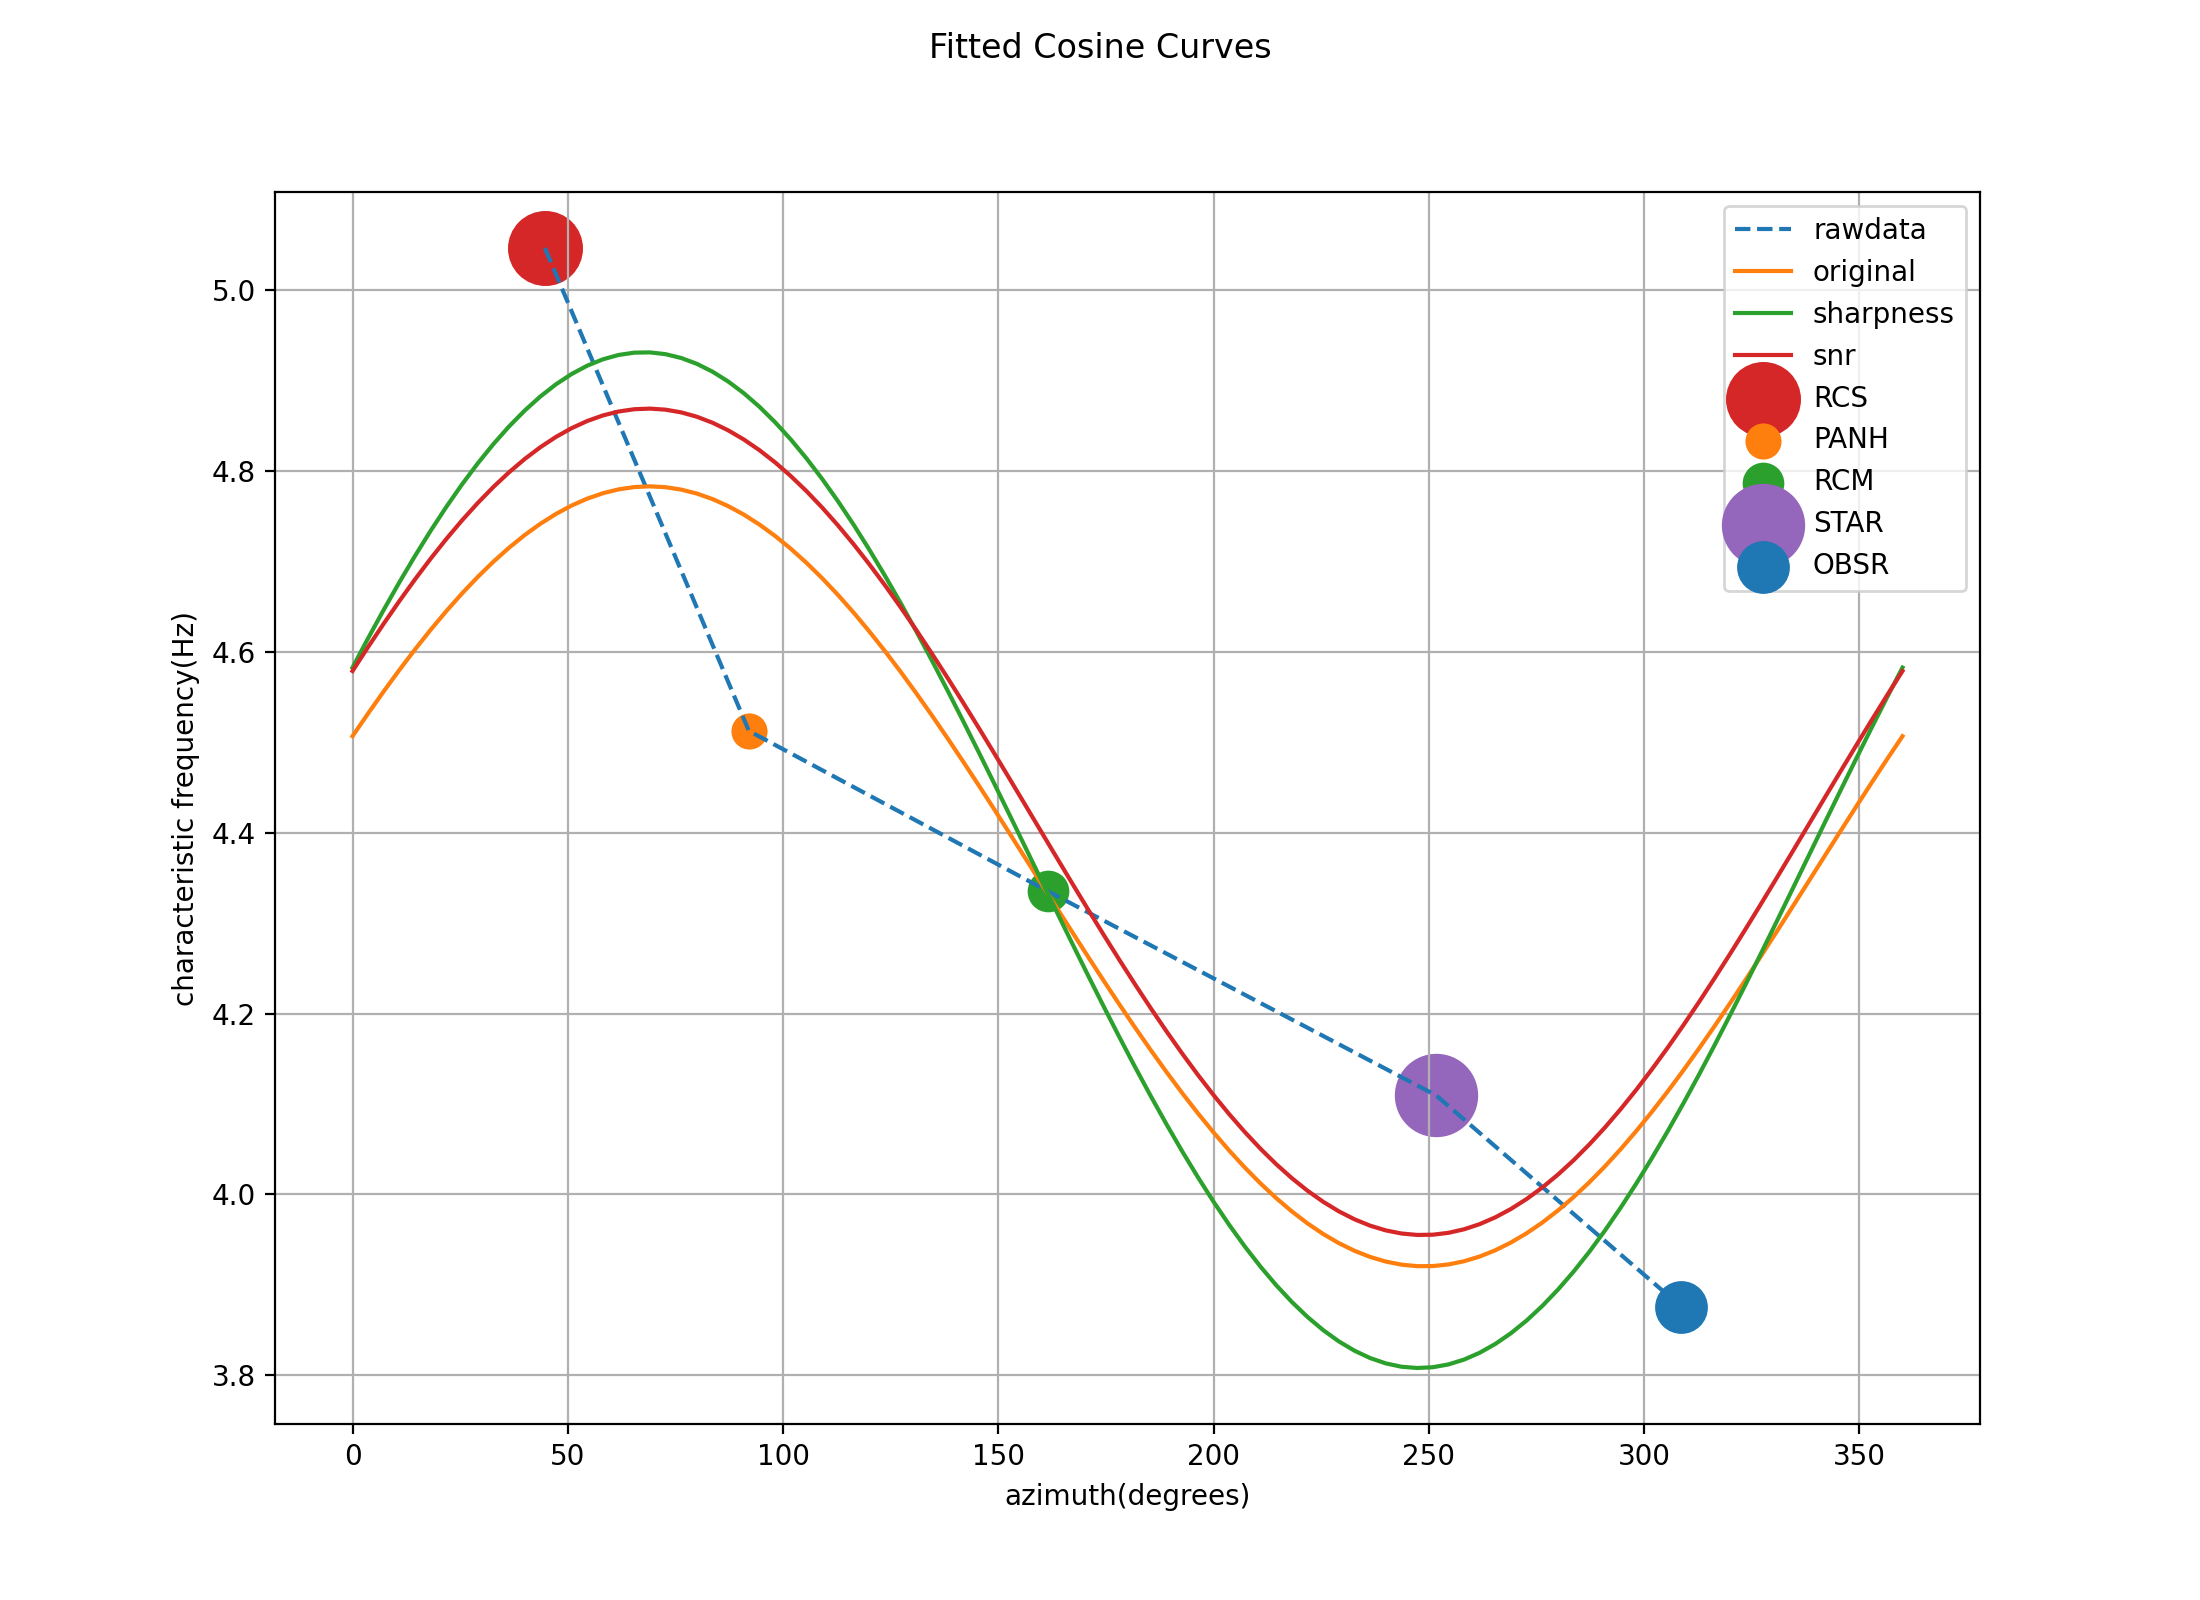 Fitted Cosine Curves
rawdata
original
sharpness
snr
RCS
PANH
RCM
STAR
OBSR
characteristic frequency(Hz)
5.0
4.8
4.6
4.4
4.2
4.0
3.8
0 50 100 150 200 250 300 350
azimuth(degrees)